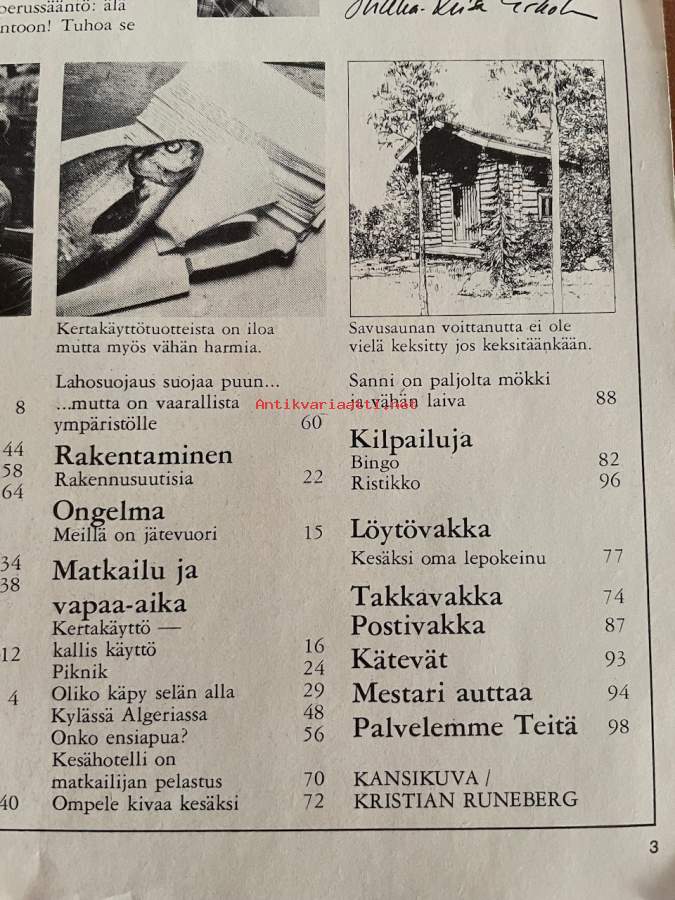 perussääntö: älä
ntoon! Tuhoa se
8
44
58
64
34
38
12
4
40
Kertakäyttötuotteista on iloa
mutta myös vähän harmia.
Lahosuojaus suojaa puun...
...mutta on vaarallista
ympäristölle 60
Rakentaminen
Rakennusuutisia 22
Ongelma
Meillä on jätevuori 15
Matkailu ja
vapaa-aika
Kertakäyttö —
kallis käyttö 16
Piknik 24
Oliko käpy selän alla 29
Kylässä Algeriassa 48
Onko ensiapua? 56
Kesähotelli on
matkailijan pelastus 70
Ompele kivaa kesäksi 72
Savusaunan voittanutta ei ole
vielä keksitty jos keksitäänkään.
Sanni on paljolta mökki
ja vähän laiva 88
Antikvariaatti.net
Kilpailuja
Bingo 82
Ristikko 96
Löytövakka
Kesäksi oma lepokeinu 77
Takkavakka 74
Postivakka 87
Kätevät 93
Mestari auttaa 94
Palvelemme Teitä 98
KANSIKUVA /
KRISTIAN RUNEBERG
3